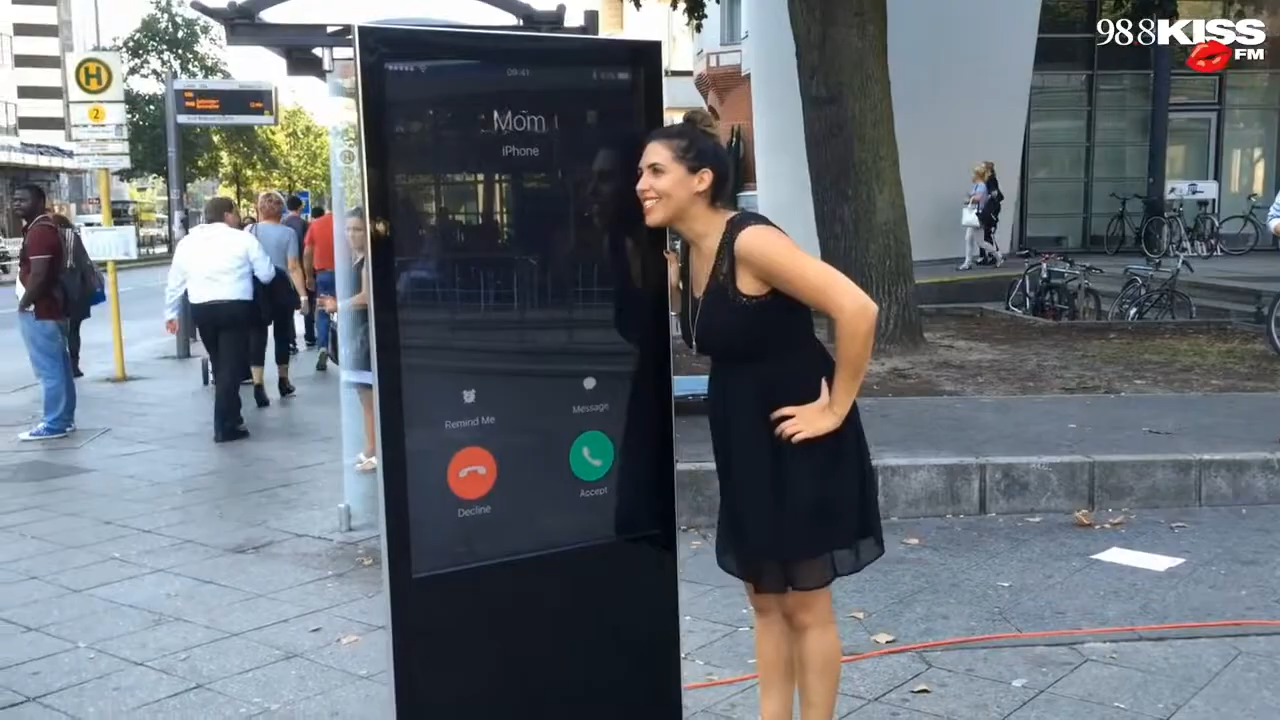 98 8 KISS
FM
H
2
09:41
Mom
iPhone
Remind Me
Message
Decline
Accept